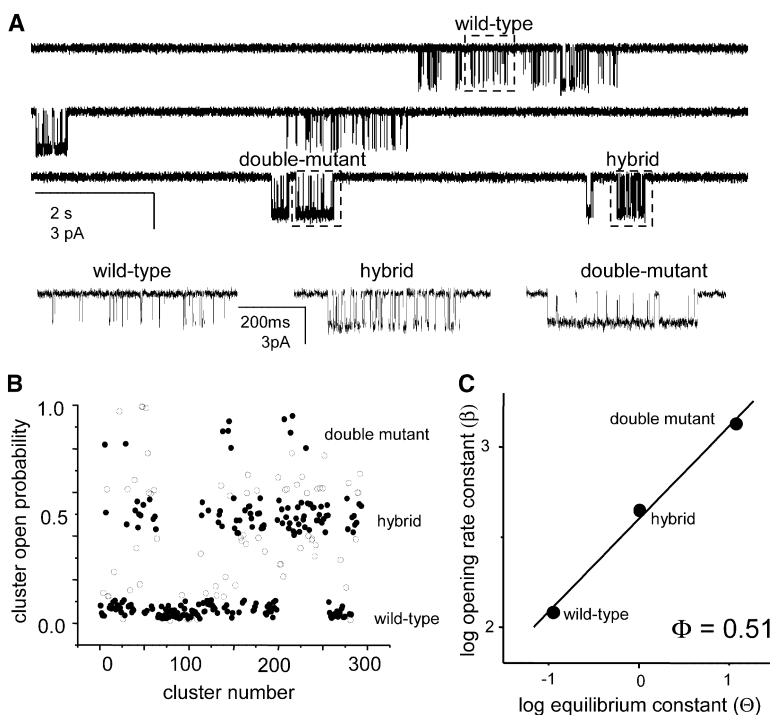 A
wild-type
double-mutant
hybrid
2 s
3 pA
wild-type
hybrid
double-mutant
200ms
3pA
B
cluster open probability
1.0
0.5
0.0
double mutant
hybrid
wild-type
0
100
200
300
cluster number
C
log opening rate constant (β)
3
2
double mutant
hybrid
wild-type
Φ = 0.51
-1
0
1
log equilibrium constant (Θ)